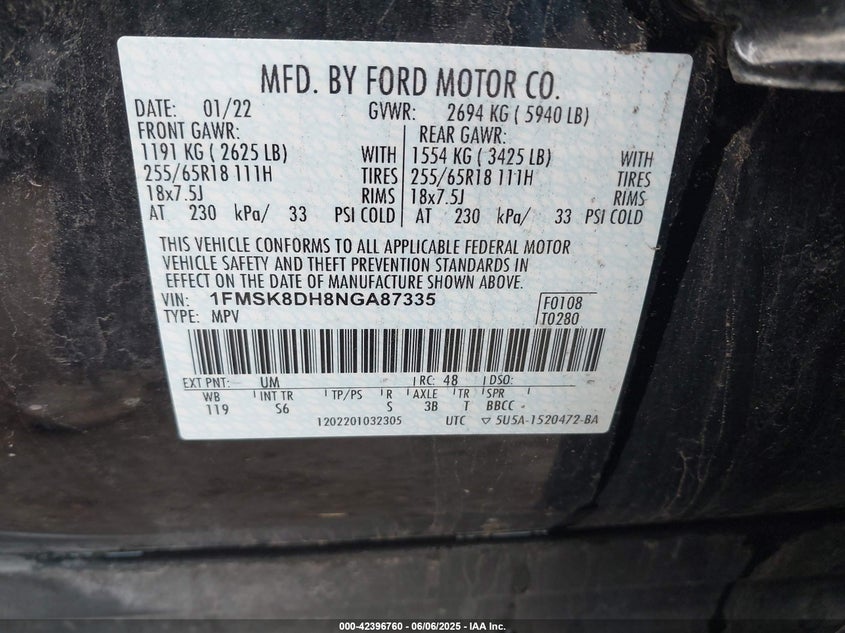 MFD. BY FORD MOTOR CO.
DATE: 01/22 GVWR: 2694 KG ( 5940 LB)
FRONT GAWR: REAR GAWR:
1191 KG ( 2625 LB) WITH 1554 KG ( 3425 LB) WITH
255/65R18 111H TIRES 255/65R18 111H TIRES
18x7.5J RIMS 18x7.5J RIMS
AT 230 kPa/ 33 PSI COLD AT 230 kPa/ 33 PSI COLD
THIS VEHICLE CONFORMS TO ALL APPLICABLE FEDERAL MOTOR
VEHICLE SAFETY AND THEFT PREVENTION STANDARDS IN
EFFECT ON THE DATE OF MANUFACTURE SHOWN ABOVE.
VIN: 1FMSK8DH8NGA87335 F0108
TYPE: MPV T0280
EXT PNT: UM RC: 48 DSO:
WB INT TR TP/PS R AXLE TR SPR
119 S6 S 3B T BBCC
1202201032305 UTC ▽ 5U5A-1520472-BA
000-42396760 - 06/06/2025 - IAA Inc.